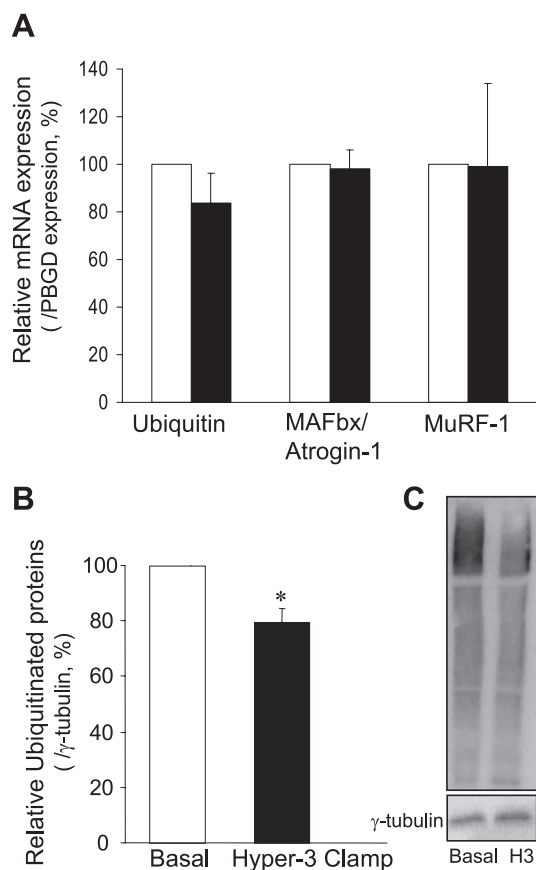 A
Relative mRNA expression
( /PBGD expression, %)
140
120
100
80
60
40
20
0
Ubiquitin
MAFbx/
Atrogin-1
MuRF-1
B
Relative Ubiquitinated proteins
( /γ-tubulin, %)
100
80
60
40
20
0
*
Basal
Hyper-3 Clamp
C
γ-tubulin
Basal H3